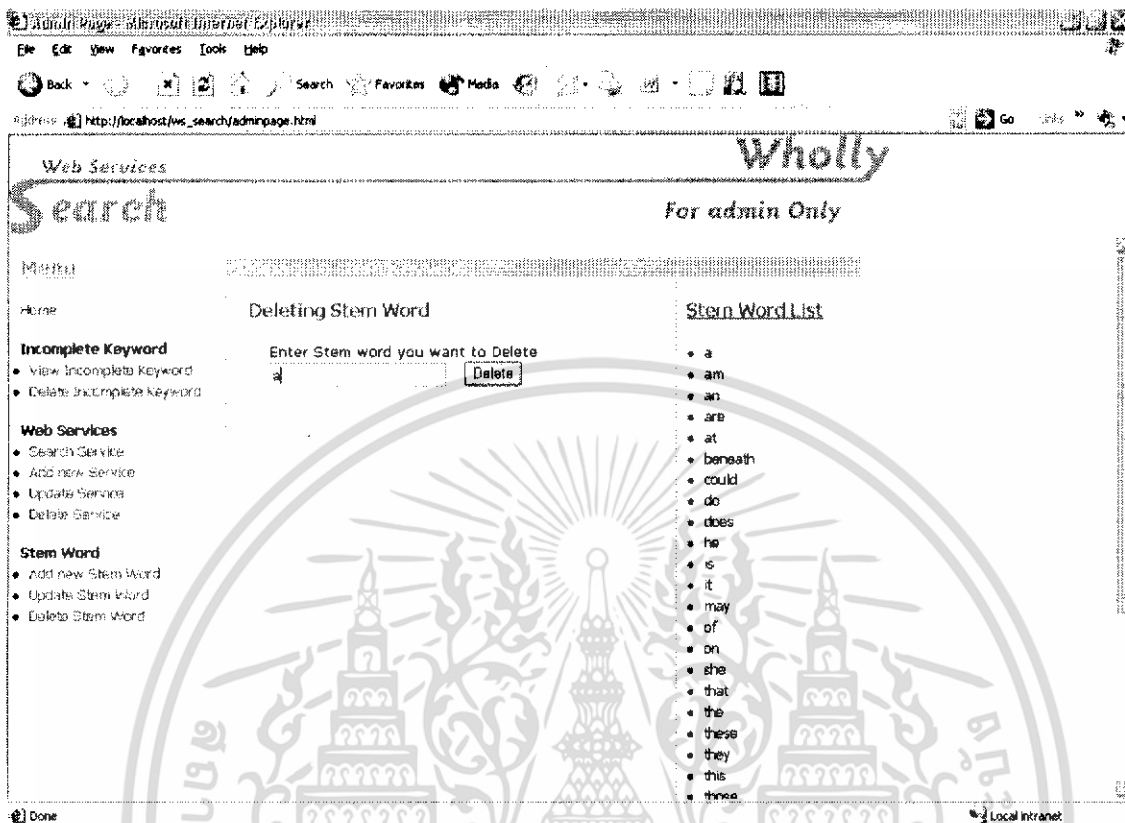 Admin Page - Microsoft Internet Explorer
File Edit View Favorites Tools Help
Back Search Favorites Media
Address http://localhost/ws_search/adminpage.html Go Links »
Web Services
Search
Wholly
For admin Only
Menu
Home
Incomplete Keyword
• View Incomplete Keyword
• Delete Incomplete Keyword
Web Services
• Search Service
• Add new Service
• Update Service
• Delete Service
Stem Word
• Add new Stem Word
• Update Stem Word
• Delete Stem Word
Deleting Stem Word
Enter Stem word you want to Delete
a Delete
Stem Word List
• a
• am
• an
• are
• at
• beneath
• could
• do
• does
• he
• is
• it
• may
• of
• on
• she
• that
• the
• these
• they
• this
• those
Done Local intranet